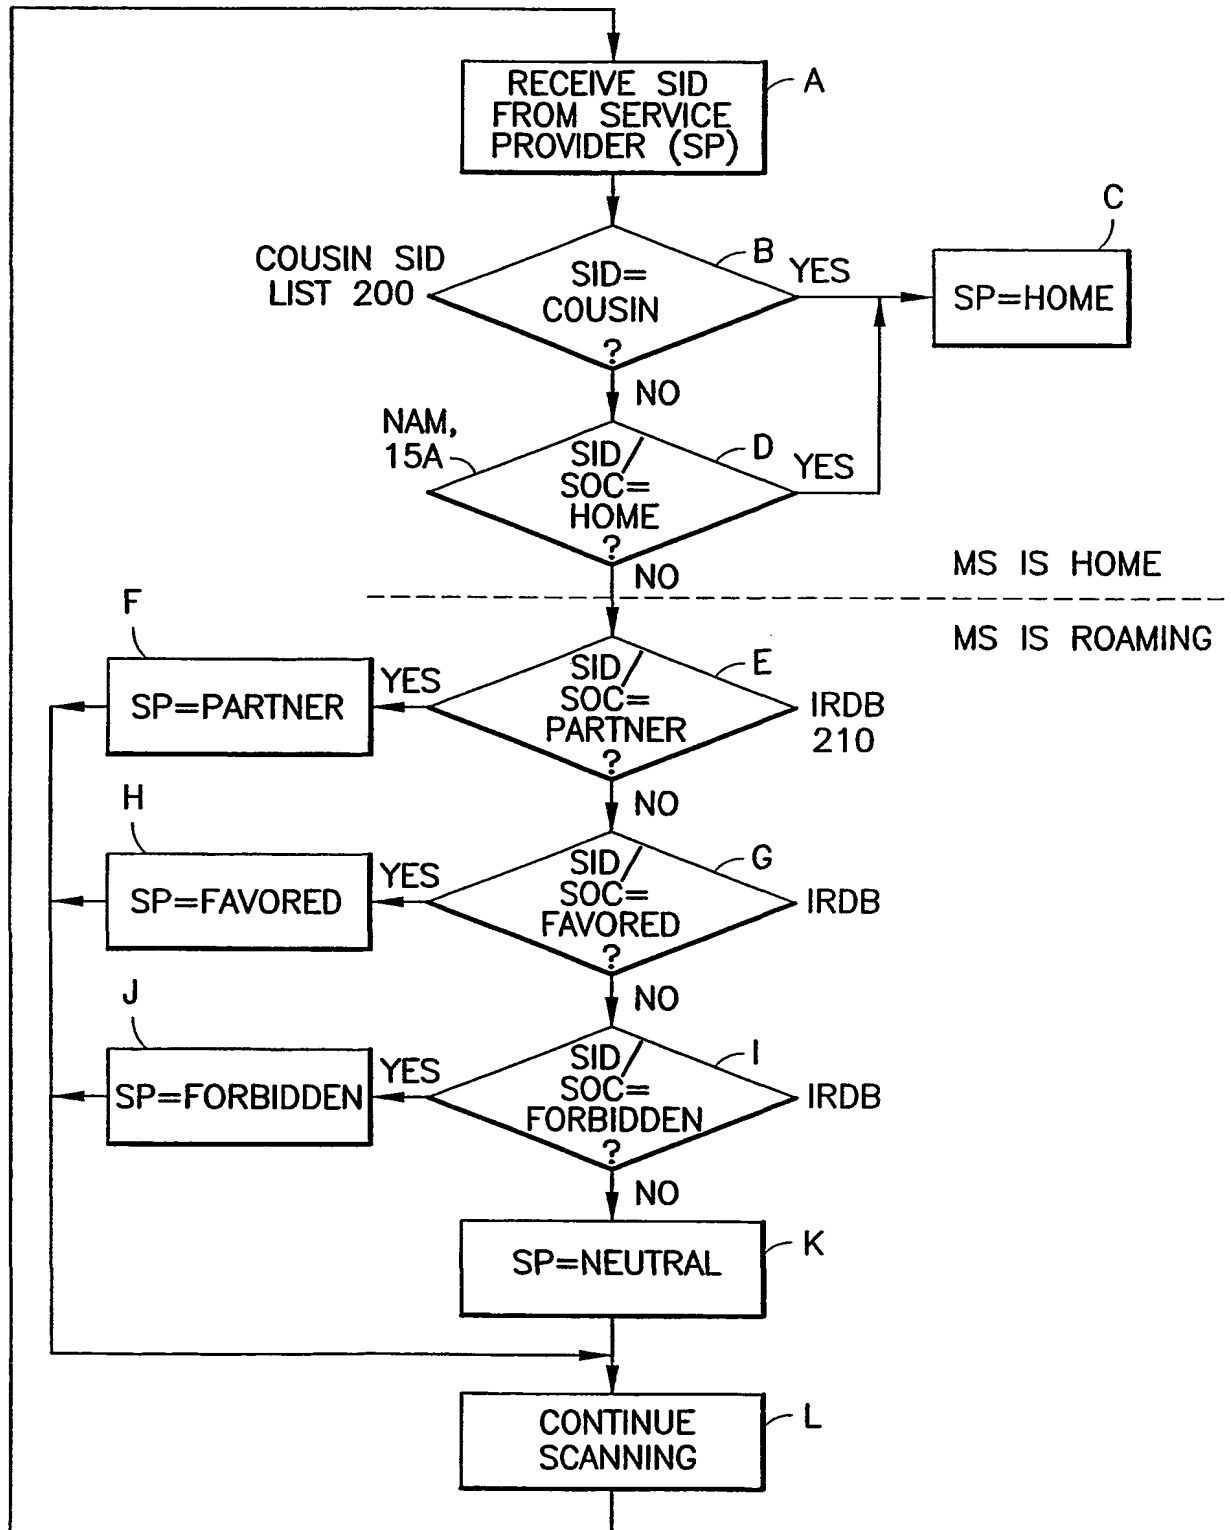 RECEIVE SID
FROM SERVICE
PROVIDER (SP)
A
COUSIN SID
LIST 200
SID=
COUSIN
?
B
YES
C
SP=HOME
NO
NAM,
15A
SID/
SOC=
HOME
?
D
YES
NO
MS IS HOME
MS IS ROAMING
F
SP=PARTNER
YES
SID/
SOC=
PARTNER
?
E
IRDB
210
NO
H
SP=FAVORED
YES
SID/
SOC=
FAVORED
?
G
IRDB
NO
J
SP=FORBIDDEN
YES
SID/
SOC=
FORBIDDEN
?
I
IRDB
NO
SP=NEUTRAL
K
CONTINUE
SCANNING
L